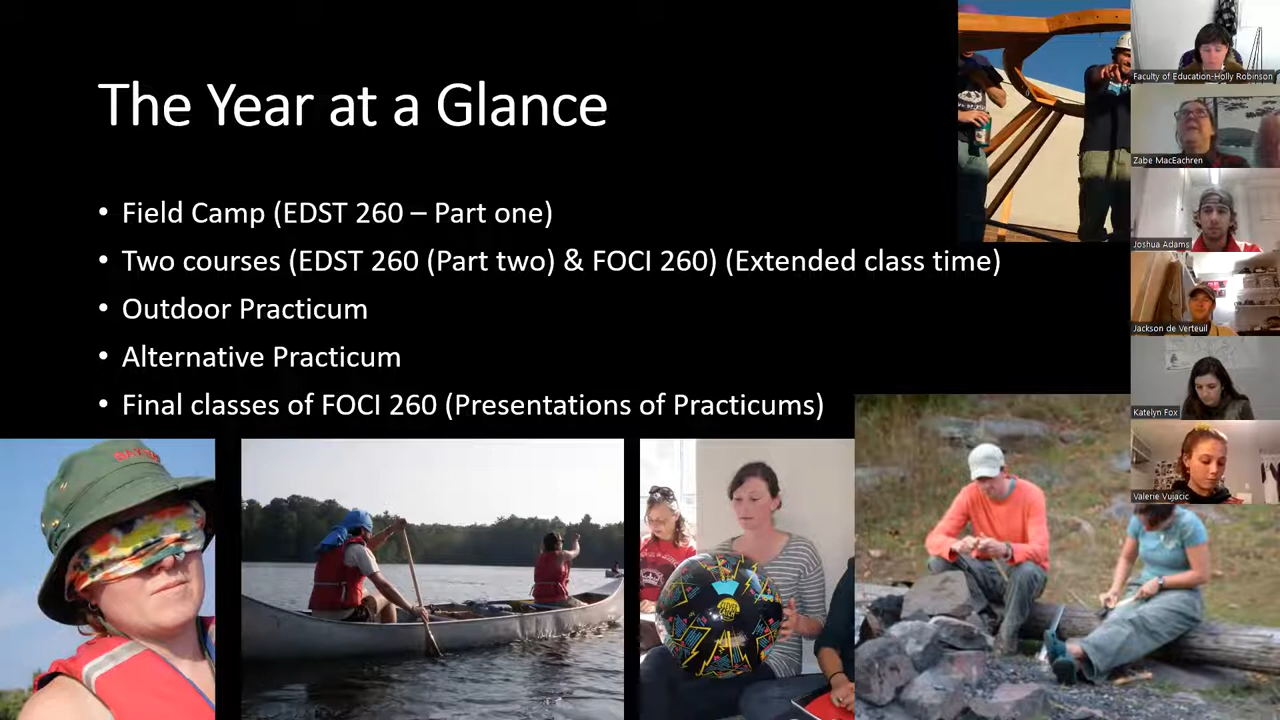 The Year at a Glance
• Field Camp (EDST 260 – Part one)
• Two courses (EDST 260 (Part two) & FOCI 260) (Extended class time)
• Outdoor Practicum
• Alternative Practicum
• Final classes of FOCI 260 (Presentations of Practicums)
Faculty of Education-Holly Robinson
Zabe MacEachren
Joshua Adams
Jackson de Verteuil
Katelyn Fox
Valerie Vujacic